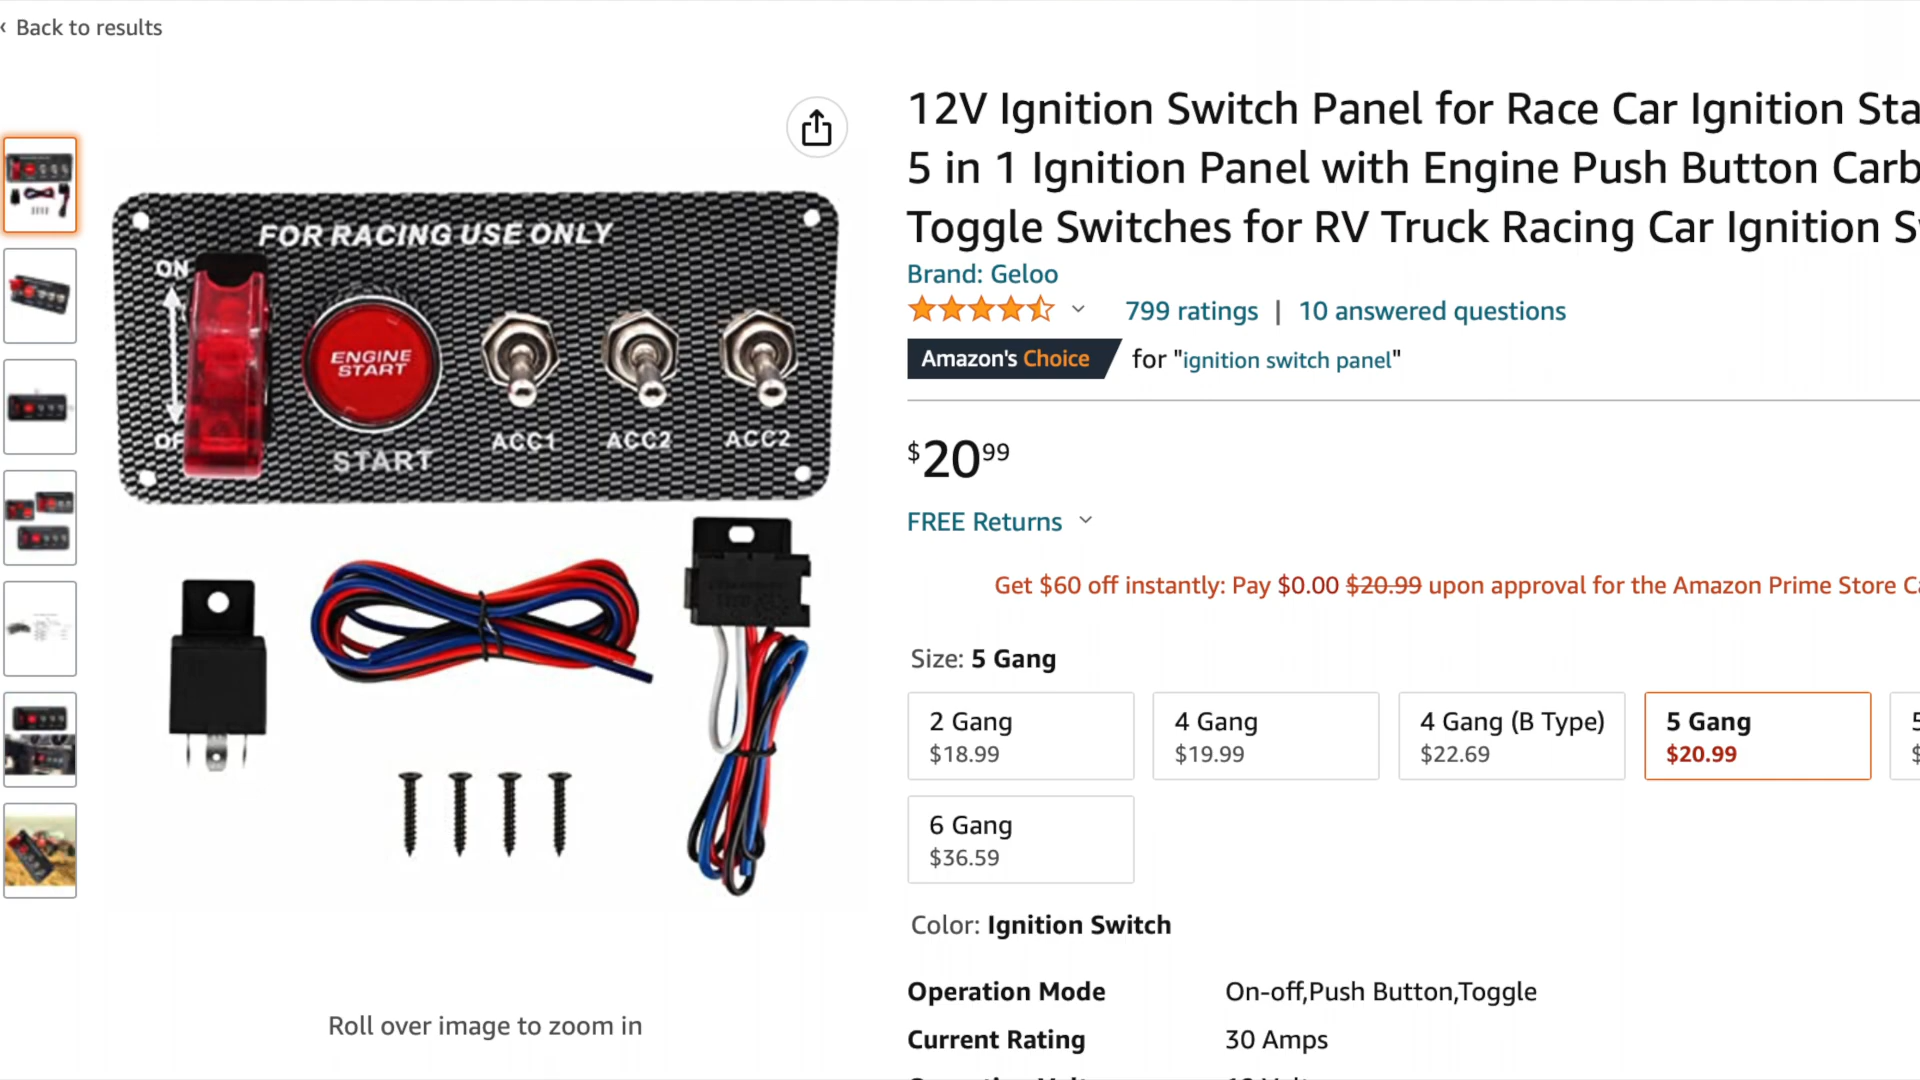 Back to results
12V Ignition Switch Panel for Race Car Ignition Sta
5 in 1 Ignition Panel with Engine Push Button Carb
Toggle Switches for RV Truck Racing Car Ignition S
Brand: Geloo
799 ratings | 10 answered questions
Amazon's Choice for "ignition switch panel"
$20.99
FREE Returns
Get $60 off instantly: Pay $0.00 $20.99 upon approval for the Amazon Prime Store C
Size: 5 Gang
2 Gang
$18.99
4 Gang
$19.99
4 Gang (B Type)
$22.69
5 Gang
$20.99
5
$
6 Gang
$36.59
Color: Ignition Switch
Operation Mode On-off,Push Button,Toggle
Current Rating 30 Amps
FOR RACING USE ONLY
ON
OF
ENGINE
START
START
ACC1
ACC2
ACC2
Roll over image to zoom in